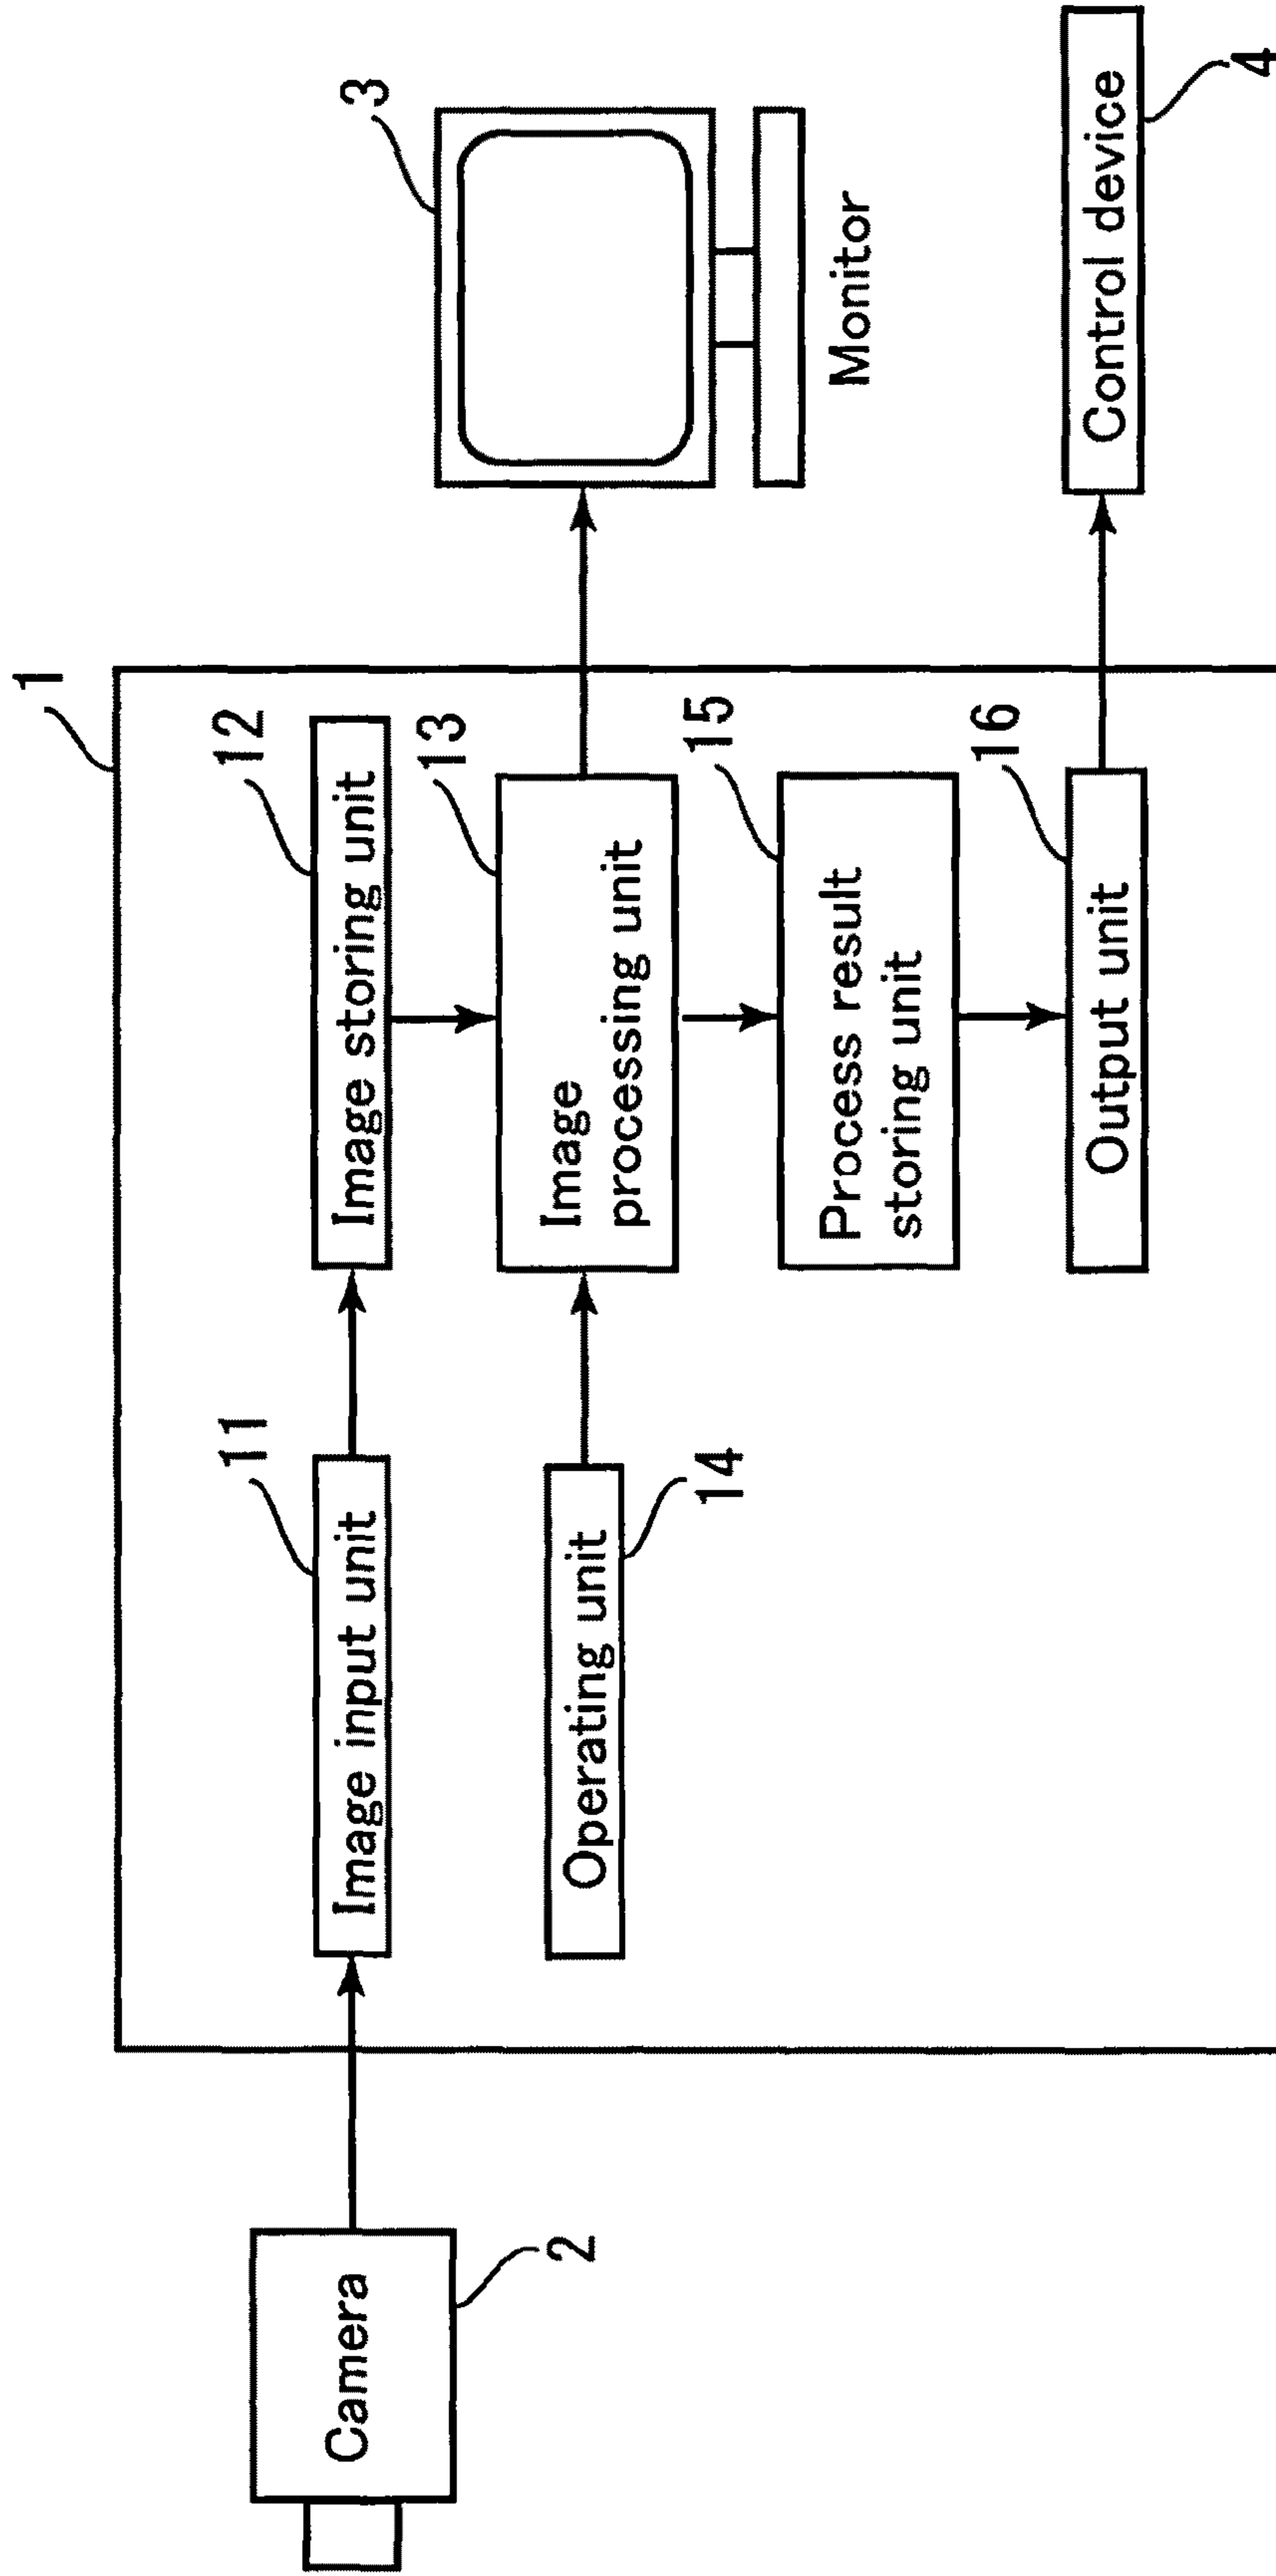 1
12
Image storing unit
11
Image input unit
Camera
2
3
Monitor
13
Image
processing unit
Operating unit
14
15
Process result
storing unit
16
Output unit
Control device
4